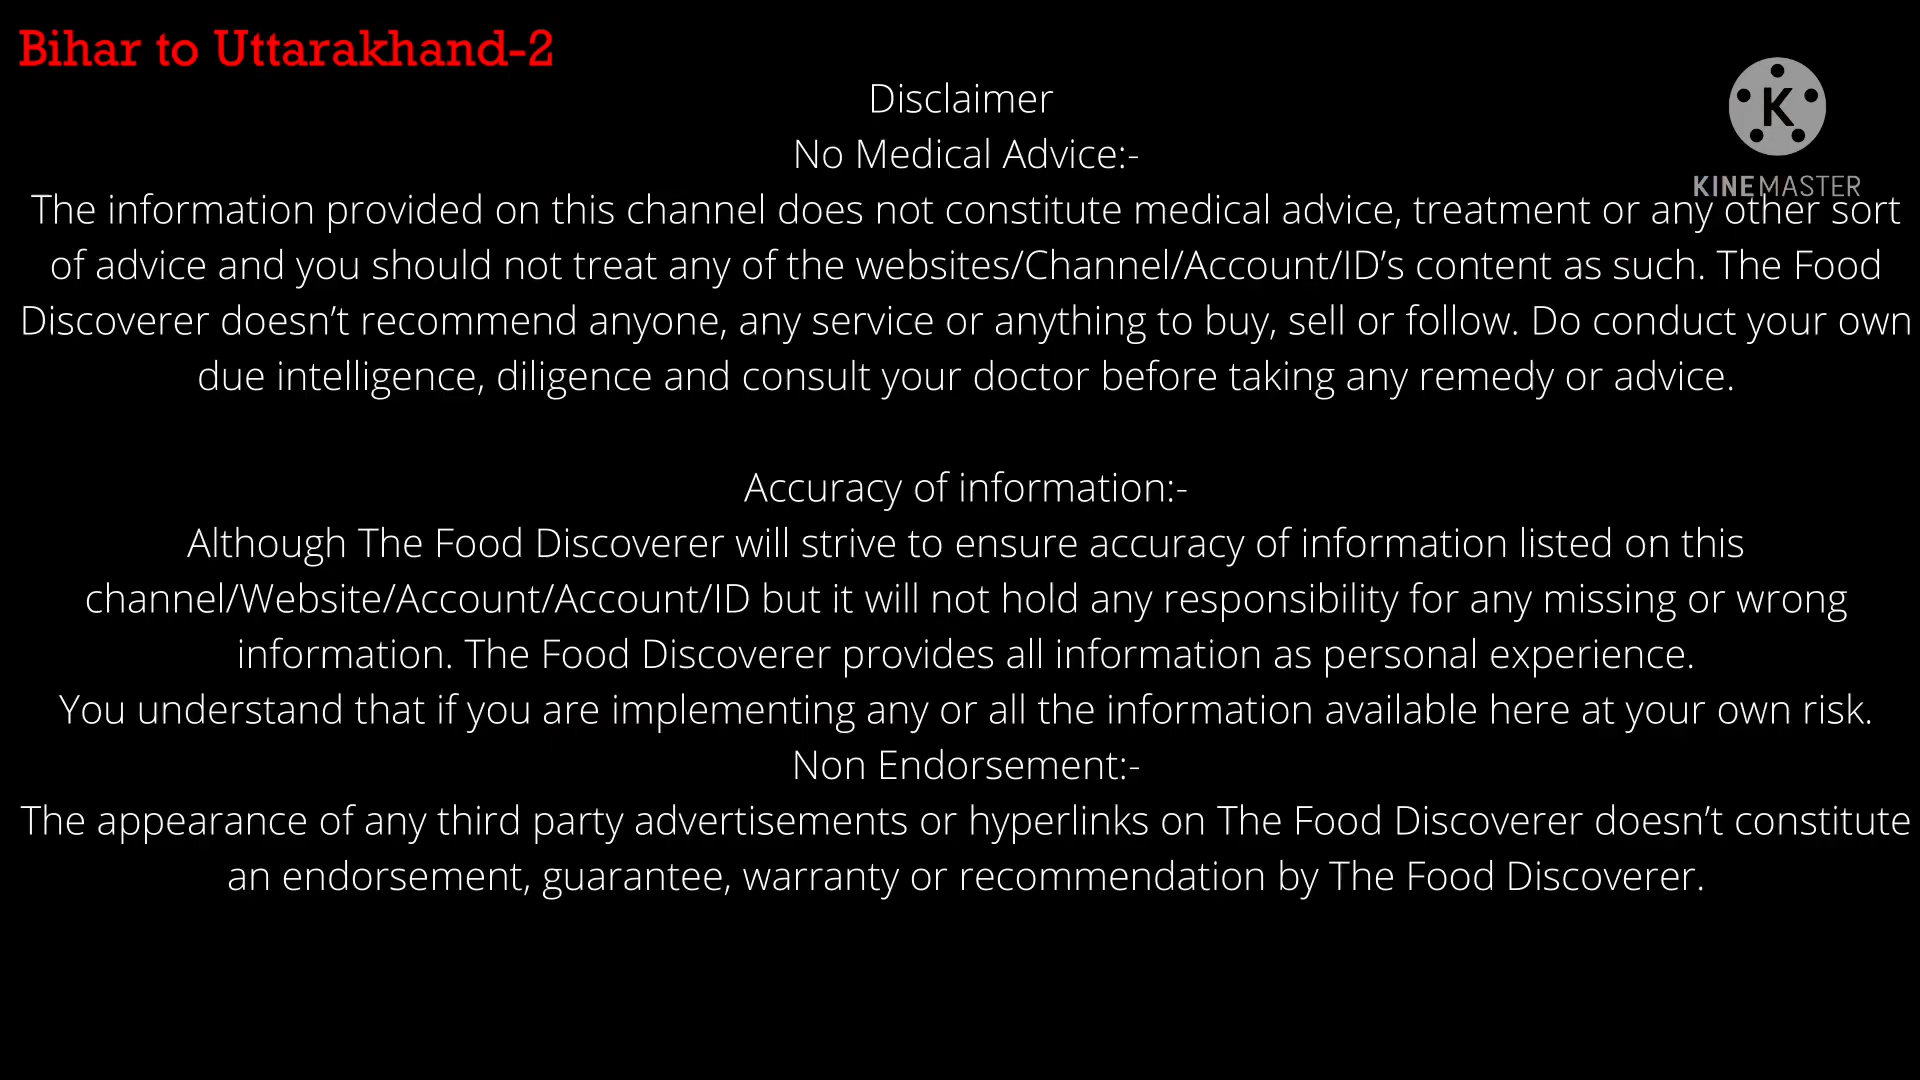 Bihar to Uttarakhand-2
Disclaimer
K
No Medical Advice:-
KINEMASTER
The information provided on this channel does not constitute medical advice, treatment or any other sort
of advice and you should not treat any of the websites/Channel/Account/ID’s content as such. The Food
Discoverer doesn’t recommend anyone, any service or anything to buy, sell or follow. Do conduct your own
due intelligence, diligence and consult your doctor before taking any remedy or advice.
Accuracy of information:-
Although The Food Discoverer will strive to ensure accuracy of information listed on this
channel/Website/Account/Account/ID but it will not hold any responsibility for any missing or wrong
information. The Food Discoverer provides all information as personal experience.
You understand that if you are implementing any or all the information available here at your own risk.
Non Endorsement:-
The appearance of any third party advertisements or hyperlinks on The Food Discoverer doesn’t constitute
an endorsement, guarantee, warranty or recommendation by The Food Discoverer.